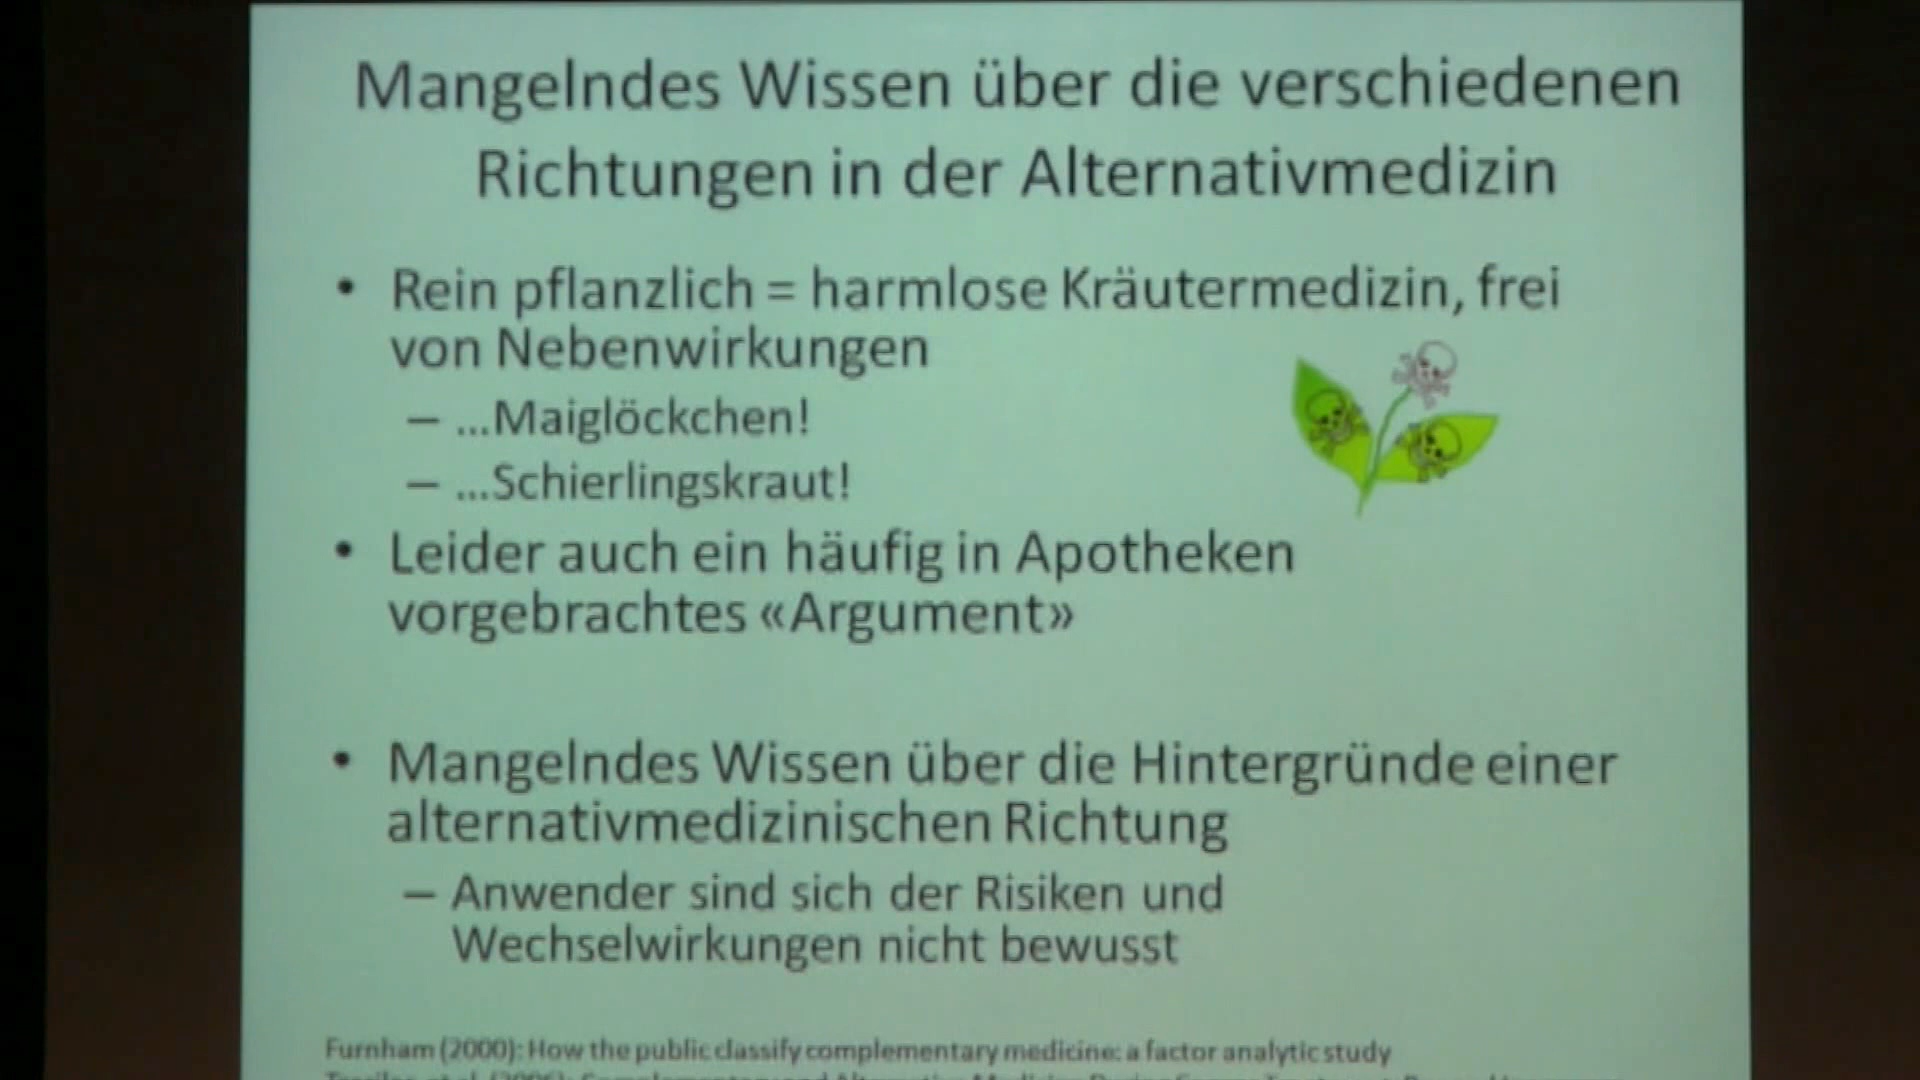 Mangelndes Wissen über die verschiedenen
Richtungen in der Alternativmedizin
• Rein pflanzlich = harmlose Kräutermedizin, frei
von Nebenwirkungen
– ...Maiglöckchen!
– ...Schierlingskraut!
• Leider auch ein häufig in Apotheken
vorgebrachtes «Argument»
• Mangelndes Wissen über die Hintergründe einer
alternativmedizinischen Richtung
– Anwender sind sich der Risiken und
Wechselwirkungen nicht bewusst
Furnham (2000): How the public classify complementary medicine: a factor analytic study